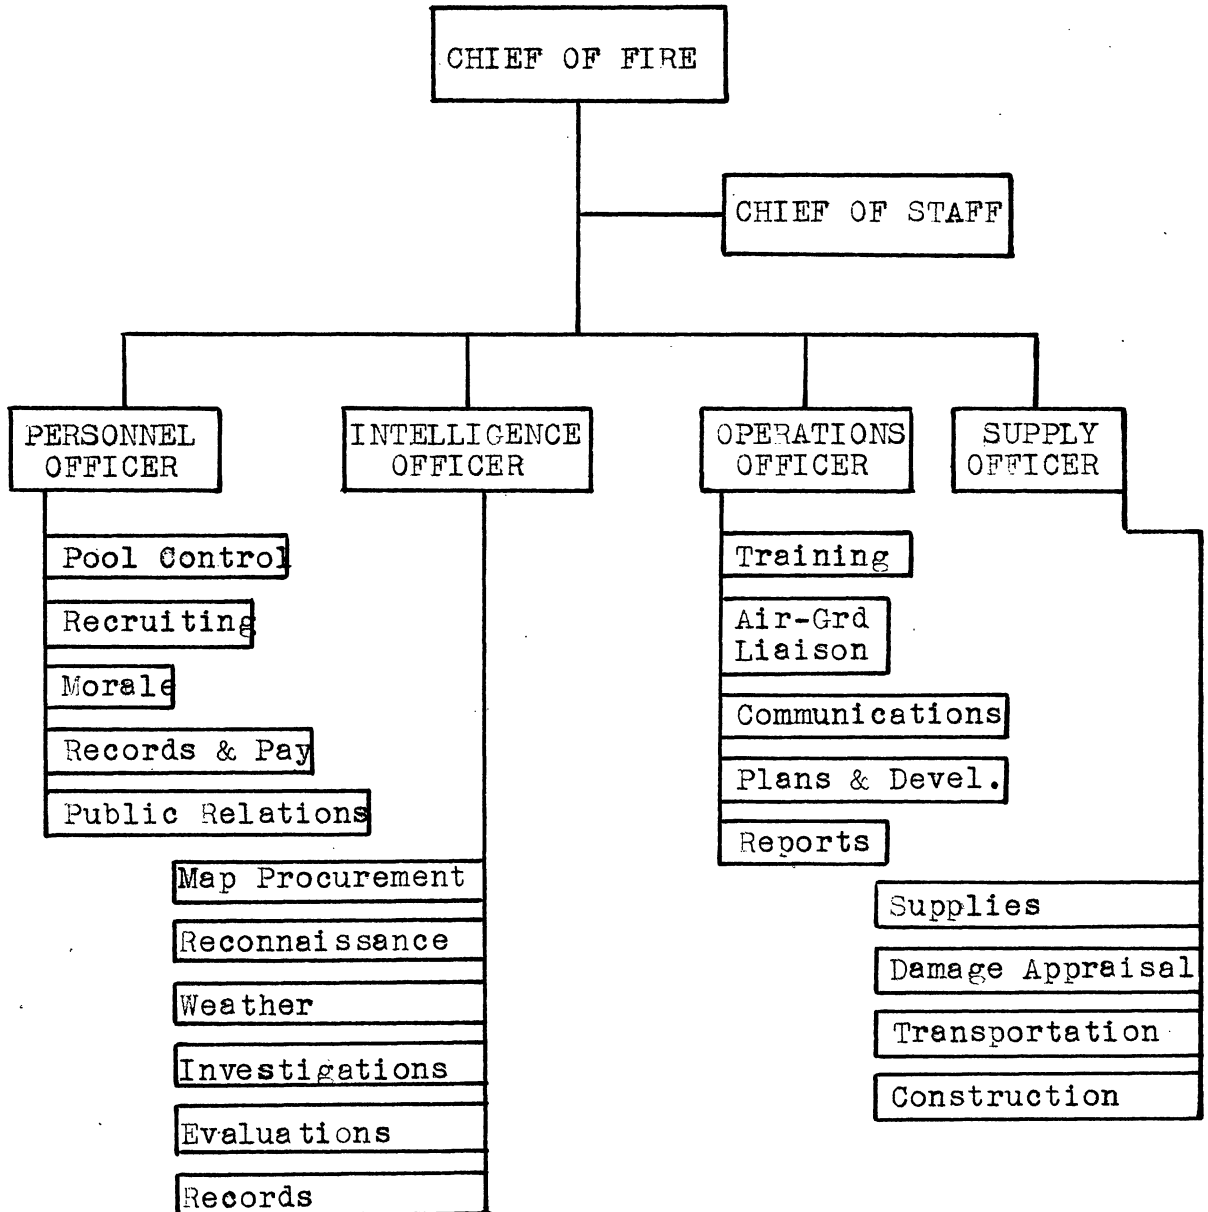 CHIEF OF FIRE
CHIEF OF STAFF
PERSONNEL
OFFICER
INTELLIGENCE
OFFICER
OPERATIONS
OFFICER
SUPPLY
OFFICER
Pool Control
Recruiting
Morale
Records & Pay
Public Relations
Map Procurement
Reconnaissance
Weather
Investigations
Evaluations
Records
Training
Air-Grd
Liaison
Communications
Plans & Devel.
Reports
Supplies
Damage Appraisal
Transportation
Construction